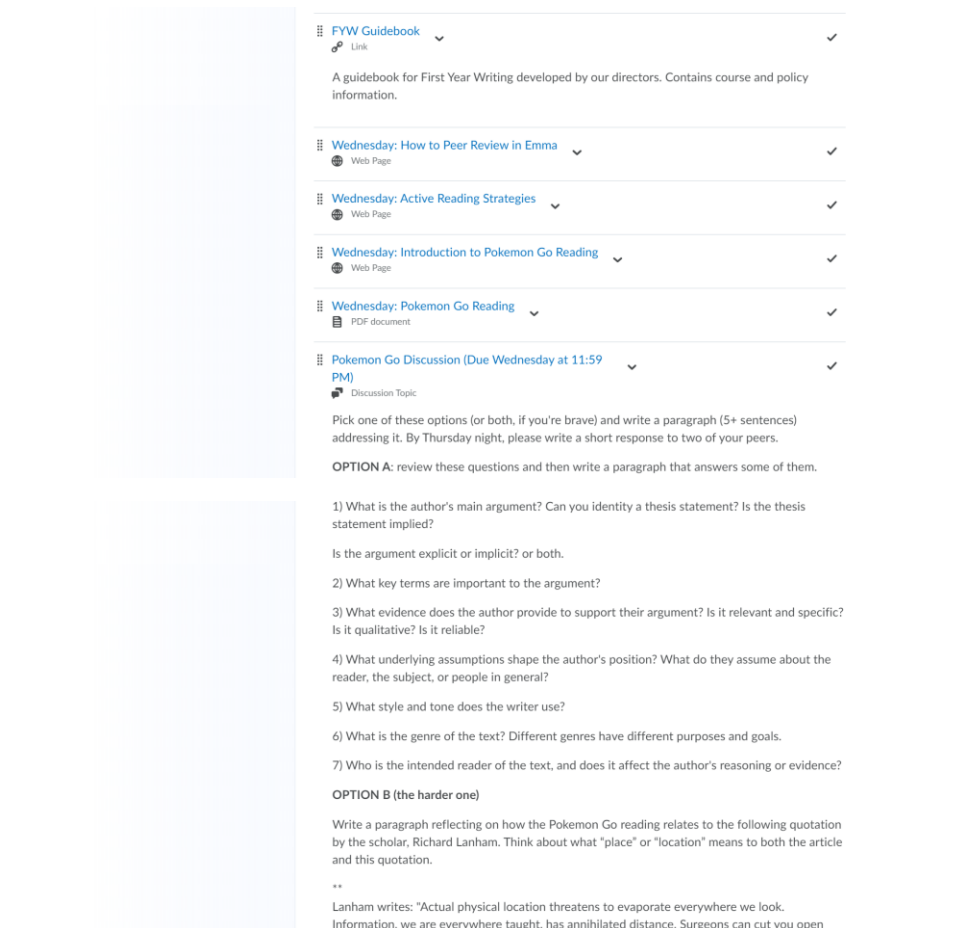 FYW Guidebook
Link
A guidebook for First Year Writing developed by our directors. Contains course and policy
information.
Wednesday: How to Peer Review in Emma
Web Page
Wednesday: Active Reading Strategies
Web Page
Wednesday: Introduction to Pokemon Go Reading
Web Page
Wednesday: Pokemon Go Reading
PDF document
Pokemon Go Discussion (Due Wednesday at 11:59
PM)
Discussion Topic
Pick one of these options (or both, if you're brave) and write a paragraph (5+ sentences)
addressing it. By Thursday night, please write a short response to two of your peers.
OPTION A: review these questions and then write a paragraph that answers some of them.
1) What is the author's main argument? Can you identity a thesis statement? Is the thesis
statement implied?
Is the argument explicit or implicit? or both.
2) What key terms are important to the argument?
3) What evidence does the author provide to support their argument? Is it relevant and specific?
Is it qualitative? Is it reliable?
4) What underlying assumptions shape the author's position? What do they assume about the
reader, the subject, or people in general?
5) What style and tone does the writer use?
6) What is the genre of the text? Different genres have different purposes and goals.
7) Who is the intended reader of the text, and does it affect the author's reasoning or evidence?
OPTION B (the harder one)
Write a paragraph reflecting on how the Pokemon Go reading relates to the following quotation
by the scholar, Richard Lanham. Think about what “place” or “location” means to both the article
and this quotation.
**
Lanham writes: “Actual physical location threatens to evaporate everywhere we look.
Information, we are everywhere taught, has annihilated distance. Surgeons can cut you open